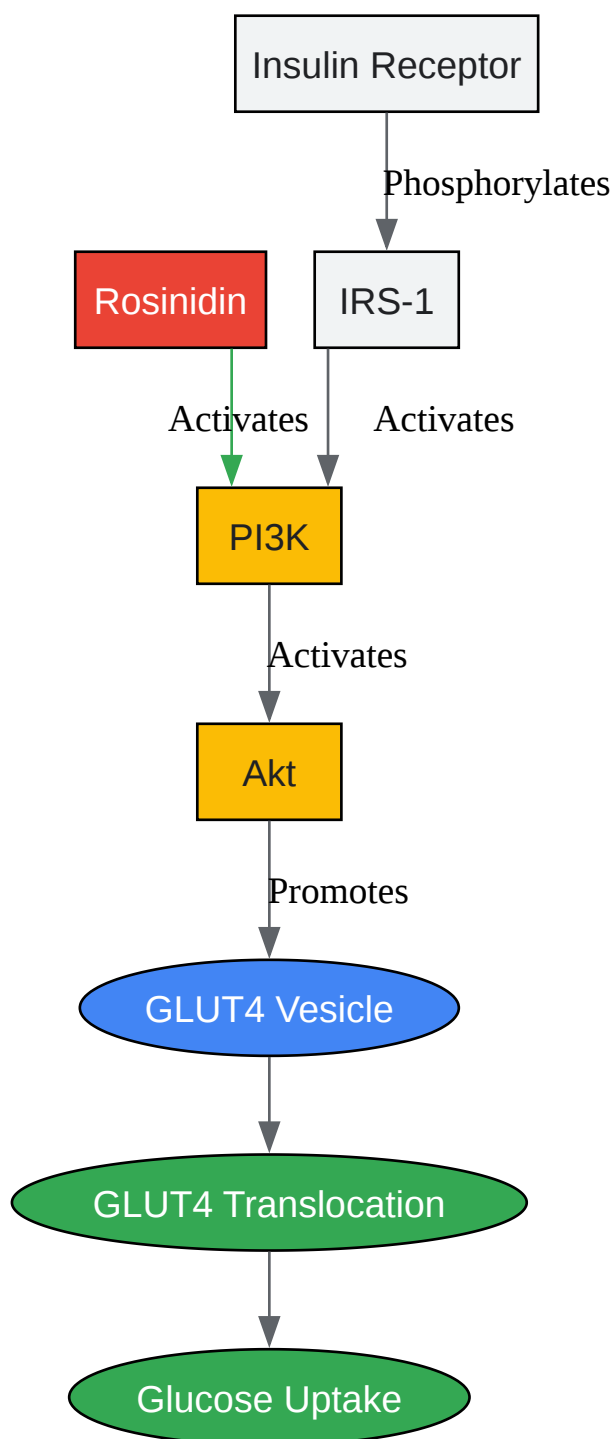 Insulin Receptor
Phosphorylates
Rosinidin
IRS-1
Activates
Activates
PI3K
Activates
Akt
Promotes
GLUT4 Vesicle
GLUT4 Translocation
Glucose Uptake